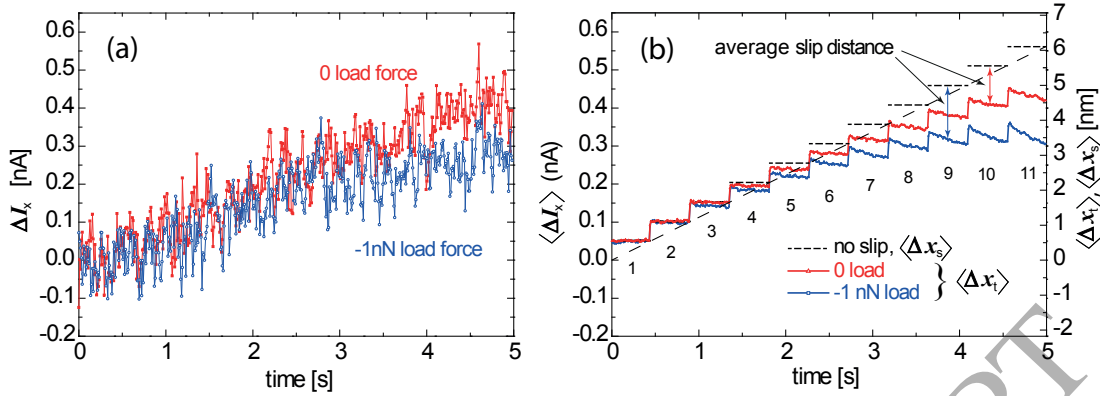 (a)
0 load force
-1nN load force
ΔIx [nA]
0.6
0.5
0.4
0.3
0.2
0.1
0.0
-0.1
-0.2
0 1 2 3 4 5
time [s]
(b)
average slip distance
⟨ΔIx⟩ (nA)
0.6
0.5
0.4
0.3
0.2
0.1
0.0
-0.1
-0.2
1 2 3 4 5 6 7 8 9 10 11
no slip, ⟨Δxs⟩
0 load
-1 nN load
} ⟨Δxt⟩
0 1 2 3 4 5
time [s]
7
6
5
4
3
2
1
0
-1
-2
⟨Δxt⟩, ⟨Δxs⟩ [nm]
PT